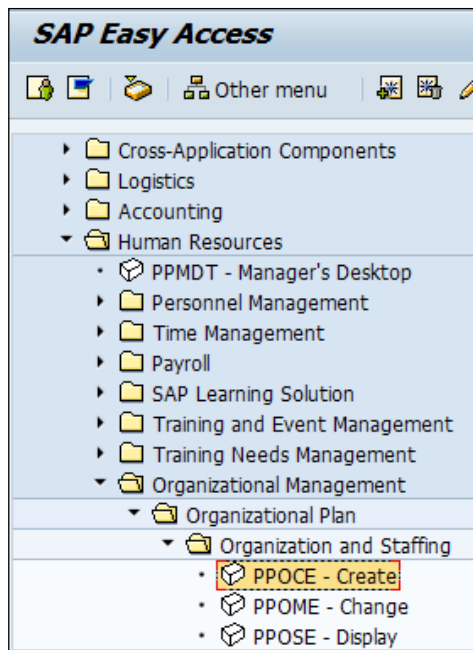 SAP Easy Access
Other menu
Cross-Application Components
Logistics
Accounting
Human Resources
PPMDT - Manager's Desktop
Personnel Management
Time Management
Payroll
SAP Learning Solution
Training and Event Management
Training Needs Management
Organizational Management
Organizational Plan
Organization and Staffing
PPOCE - Create
PPOME - Change
PPOSE - Display